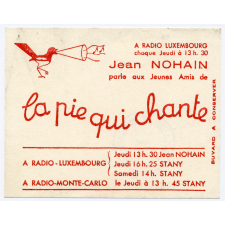 A RADIO LUXEMBOURG
chaque Jeudi à 13 h. 30
Jean NOHAIN
parle aux Jeunes Amis de
la pie qui chante
A RADIO-LUXEMBOURG
Jeudi 13 h. 30 Jean NOHAIN
Jeudi 16 h. 25 STANY
Samedi 14 h. STANY
A RADIO-MONTE-CARLO le Jeudi à 13 h. 45 STANY
BUVARD A CONSERVER